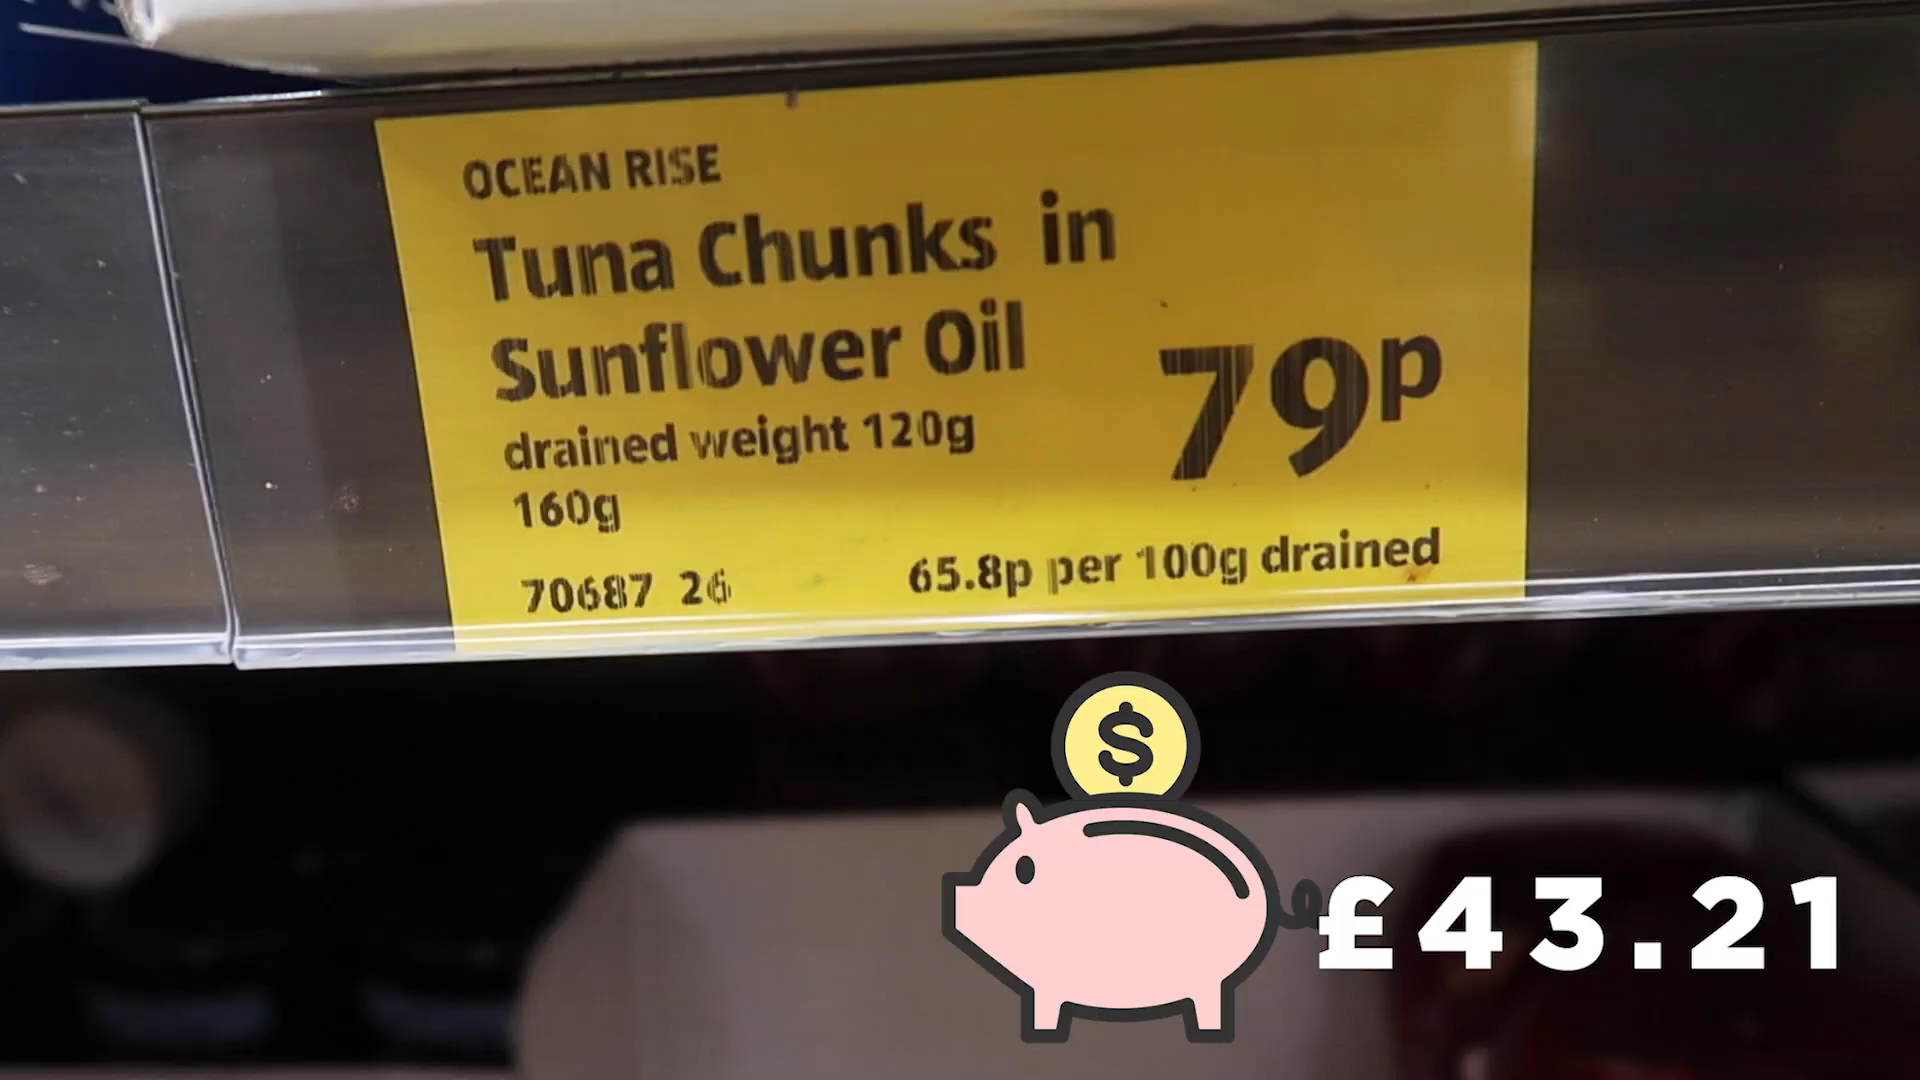 OCEAN RISE
Tuna Chunks in
Sunflower Oil
79p
drained weight 120g
160g
70687 26
65.8p per 100g drained
$
£43.21